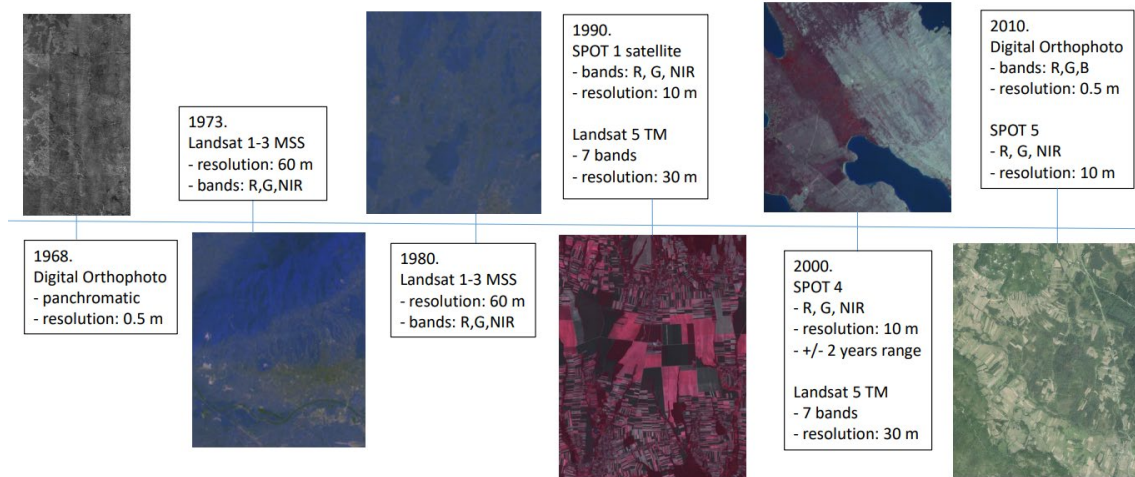 1968.
Digital Orthophoto
- panchromatic
- resolution: 0.5 m
1973.
Landsat 1-3 MSS
- resolution: 60 m
- bands: R,G,NIR
1980.
Landsat 1-3 MSS
- resolution: 60 m
- bands: R,G,NIR
1990.
SPOT 1 satellite
- bands: R, G, NIR
- resolution: 10 m
Landsat 5 TM
- 7 bands
- resolution: 30 m
2000.
SPOT 4
- R, G, NIR
- resolution: 10 m
- +/- 2 years range
Landsat 5 TM
- 7 bands
- resolution: 30 m
2010.
Digital Orthophoto
- bands: R,G,B
- resolution: 0.5 m
SPOT 5
- R, G, NIR
- resolution: 10 m